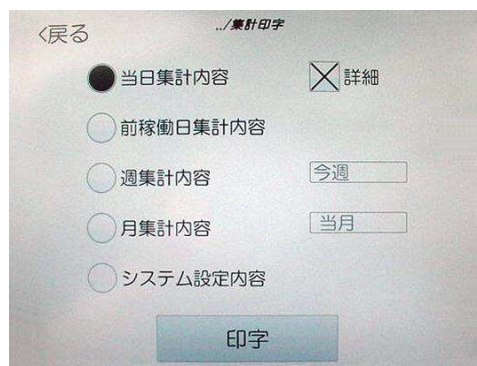 〈戻る
../集計印字
当日集計内容
詳細
前稼働日集計内容
週集計内容
今週
月集計内容
当月
システム設定内容
印字